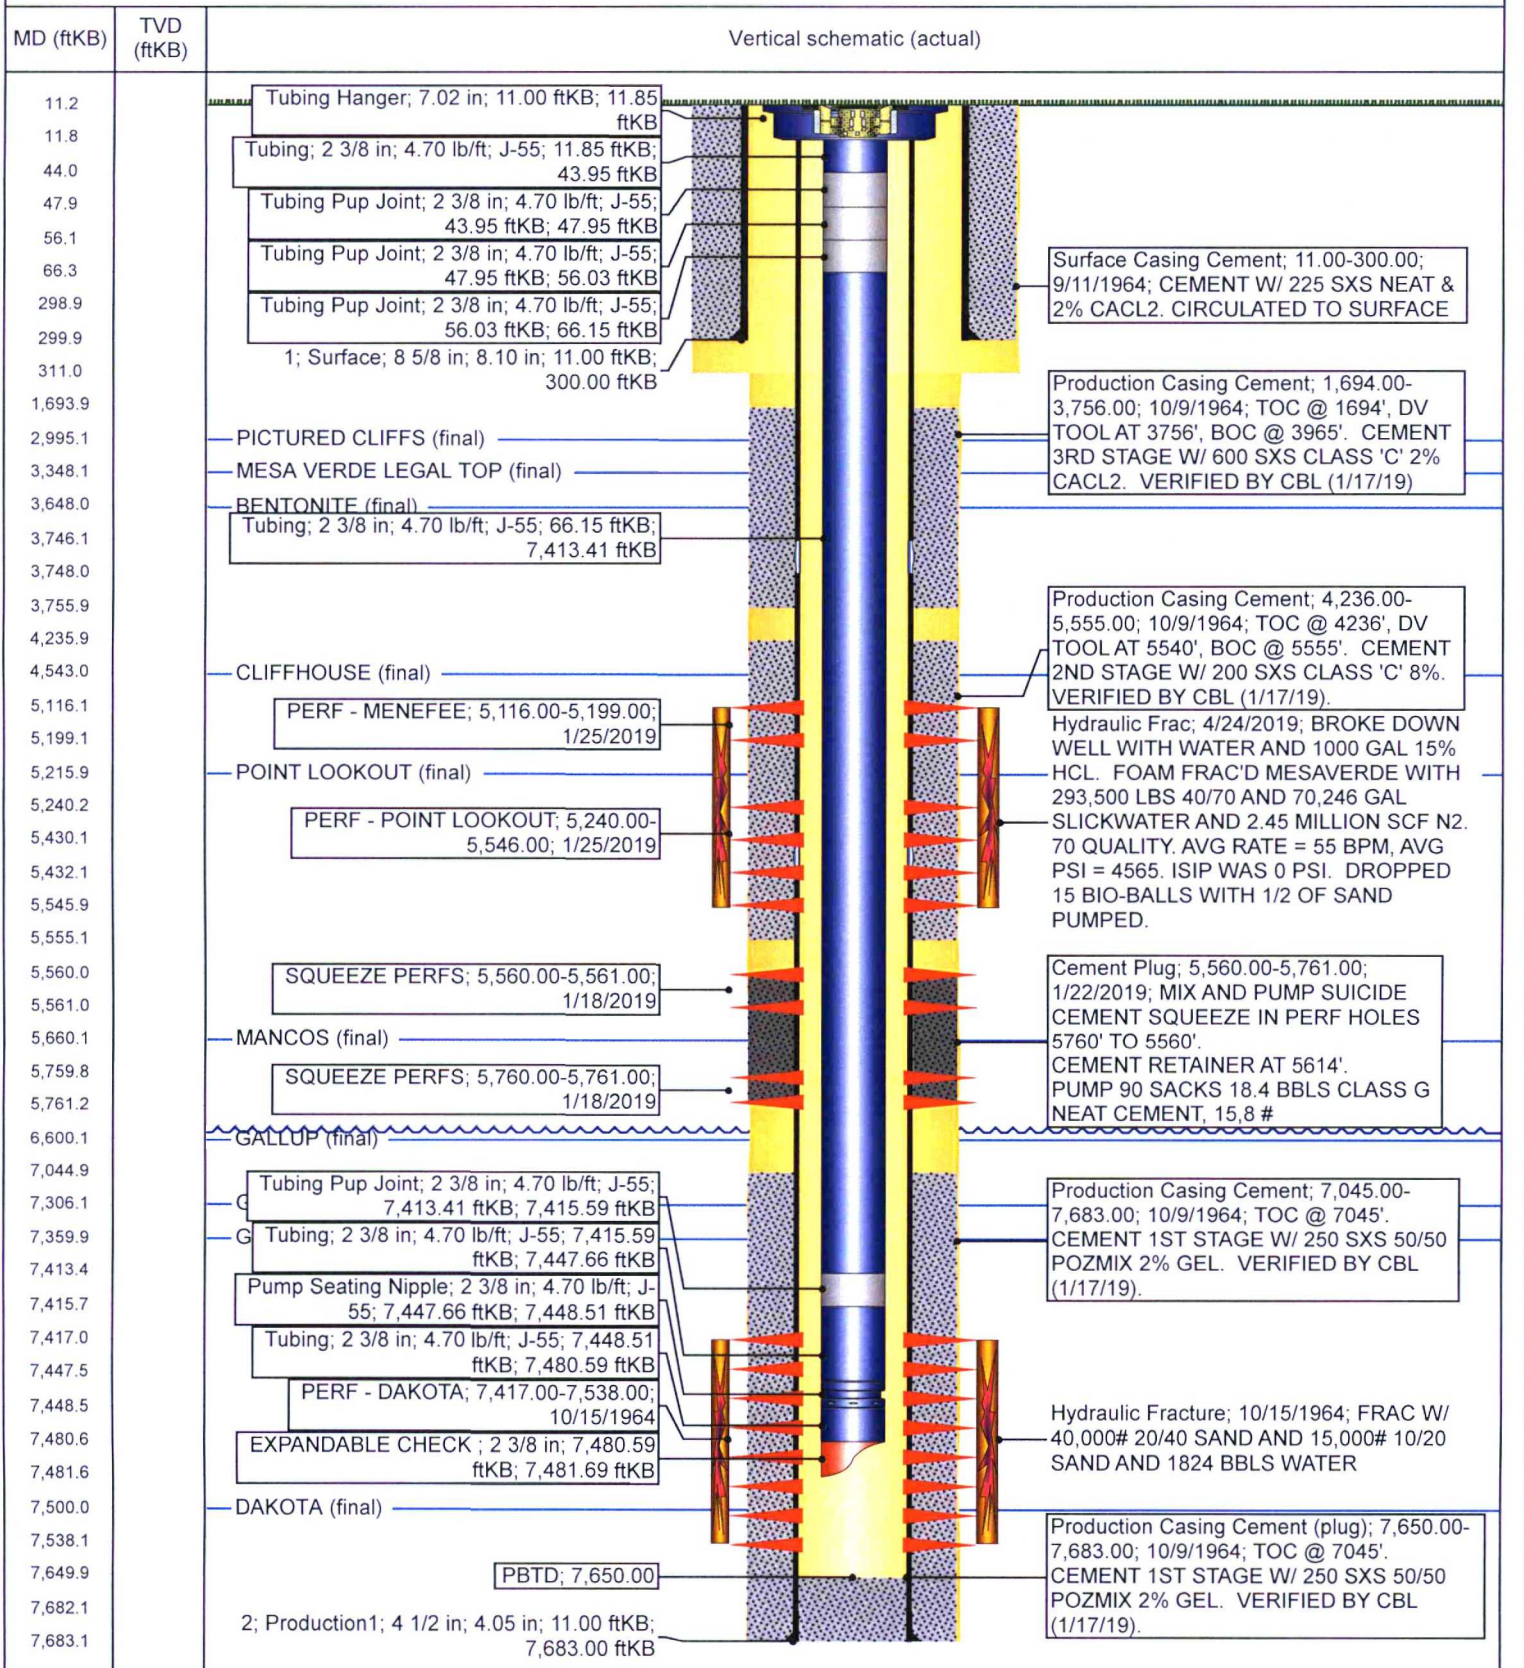 MD (ftKB)
TVD
(ftKB)
Vertical schematic (actual)
11.2
11.8
44.0
47.9
56.1
66.3
298.9
299.9
311.0
1,693.9
2,995.1
3,348.1
3,648.0
3,746.1
3,748.0
3,755.9
4,235.9
4,543.0
5,116.1
5,199.1
5,215.9
5,240.2
5,430.1
5,432.1
5,545.9
5,555.1
5,560.0
5,561.0
5,660.1
5,759.8
5,761.2
6,600.1
7,044.9
7,306.1
7,359.9
7,413.4
7,415.7
7,417.0
7,447.5
7,448.5
7,480.6
7,481.6
7,500.0
7,538.1
7,649.9
7,682.1
7,683.1
Tubing Hanger; 7.02 in; 11.00 ftKB; 11.85
ftKB
Tubing; 2 3/8 in; 4.70 lb/ft; J-55; 11.85 ftKB;
43.95 ftKB
Tubing Pup Joint; 2 3/8 in; 4.70 lb/ft; J-55;
43.95 ftKB; 47.95 ftKB
Tubing Pup Joint; 2 3/8 in; 4.70 lb/ft; J-55;
47.95 ftKB; 56.03 ftKB
Tubing Pup Joint; 2 3/8 in; 4.70 lb/ft; J-55;
56.03 ftKB; 66.15 ftKB
1; Surface; 8 5/8 in; 8.10 in; 11.00 ftKB;
300.00 ftKB
PICTURED CLIFFS (final)
MESA VERDE LEGAL TOP (final)
BENTONITE (final)
Tubing; 2 3/8 in; 4.70 lb/ft; J-55; 66.15 ftKB;
7,413.41 ftKB
CLIFFHOUSE (final)
PERF - MENEFEE; 5,116.00-5,199.00;
1/25/2019
POINT LOOKOUT (final)
PERF - POINT LOOKOUT; 5,240.00-
5,546.00; 1/25/2019
SQUEEZE PERFS; 5,560.00-5,561.00;
1/18/2019
MANCOS (final)
SQUEEZE PERFS; 5,760.00-5,761.00;
1/18/2019
GALLUP (final)
Tubing Pup Joint; 2 3/8 in; 4.70 lb/ft; J-55;
G 7,413.41 ftKB; 7,415.59 ftKB
G Tubing; 2 3/8 in; 4.70 lb/ft; J-55; 7,415.59
ftKB; 7,447.66 ftKB
Pump Seating Nipple; 2 3/8 in; 4.70 lb/ft; J-
55; 7,447.66 ftKB; 7,448.51 ftKB
Tubing; 2 3/8 in; 4.70 lb/ft; J-55; 7,448.51
ftKB; 7,480.59 ftKB
PERF - DAKOTA; 7,417.00-7,538.00;
10/15/1964
EXPANDABLE CHECK ; 2 3/8 in; 7,480.59
ftKB; 7,481.69 ftKB
DAKOTA (final)
PBTD; 7,650.00
2; Production1; 4 1/2 in; 4.05 in; 11.00 ftKB;
7,683.00 ftKB
Surface Casing Cement; 11.00-300.00;
9/11/1964; CEMENT W/ 225 SXS NEAT &
2% CACL2. CIRCULATED TO SURFACE
Production Casing Cement; 1,694.00-
3,756.00; 10/9/1964; TOC @ 1694', DV
TOOL AT 3756', BOC @ 3965'. CEMENT
3RD STAGE W/ 600 SXS CLASS 'C' 2%
CACL2. VERIFIED BY CBL (1/17/19)
Production Casing Cement; 4,236.00-
5,555.00; 10/9/1964; TOC @ 4236', DV
TOOL AT 5540', BOC @ 5555'. CEMENT
2ND STAGE W/ 200 SXS CLASS 'C' 8%.
VERIFIED BY CBL (1/17/19).
Hydraulic Frac; 4/24/2019; BROKE DOWN
WELL WITH WATER AND 1000 GAL 15%
HCL. FOAM FRAC'D MESAVERDE WITH
293,500 LBS 40/70 AND 70,246 GAL
SLICKWATER AND 2.45 MILLION SCF N2.
70 QUALITY. AVG RATE = 55 BPM, AVG
PSI = 4565. ISIP WAS 0 PSI. DROPPED
15 BIO-BALLS WITH 1/2 OF SAND
PUMPED.
Cement Plug; 5,560.00-5,761.00;
1/22/2019; MIX AND PUMP SUICIDE
CEMENT SQUEEZE IN PERF HOLES
5760' TO 5560'.
CEMENT RETAINER AT 5614'.
PUMP 90 SACKS 18.4 BBLS CLASS G
NEAT CEMENT, 15,8 #
Production Casing Cement; 7,045.00-
7,683.00; 10/9/1964; TOC @ 7045'.
CEMENT 1ST STAGE W/ 250 SXS 50/50
POZMIX 2% GEL. VERIFIED BY CBL
(1/17/19).
Hydraulic Fracture; 10/15/1964; FRAC W/
40,000# 20/40 SAND AND 15,000# 10/20
SAND AND 1824 BBLS WATER
Production Casing Cement (plug); 7,650.00-
7,683.00; 10/9/1964; TOC @ 7045'.
CEMENT 1ST STAGE W/ 250 SXS 50/50
POZMIX 2% GEL. VERIFIED BY CBL
(1/17/19).